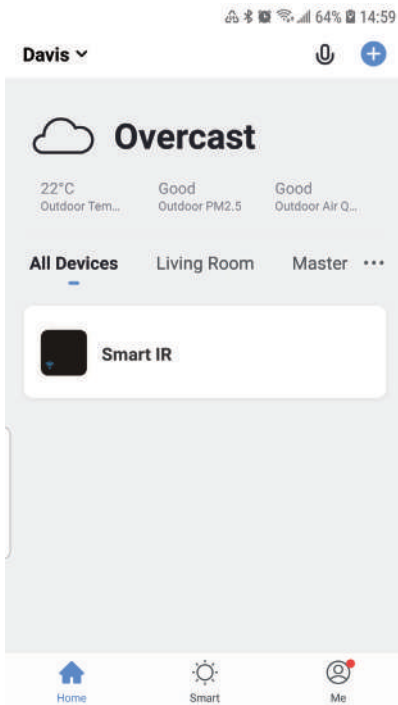 64% 14:59
Davis
Overcast
22°C Good Good
Outdoor Tem... Outdoor PM2.5 Outdoor Air Q...
All Devices Living Room Master
Smart IR
Home Smart Me